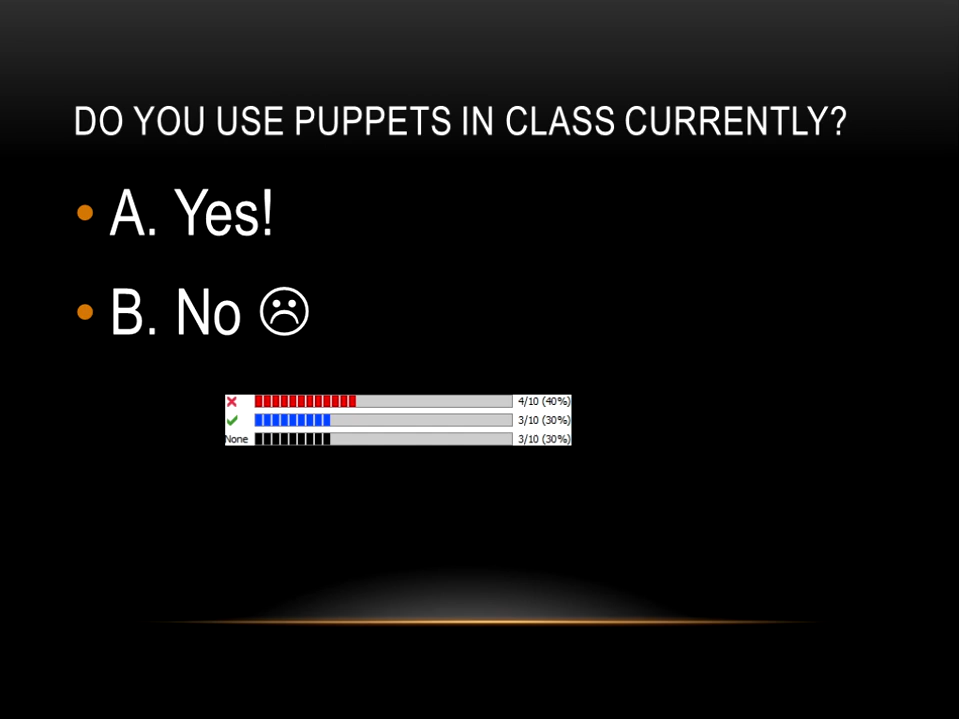 DO YOU USE PUPPETS IN CLASS CURRENTLY?
• A. Yes!
• B. No ☹
4/10 (40%)
3/10 (30%)
None 3/10 (30%)